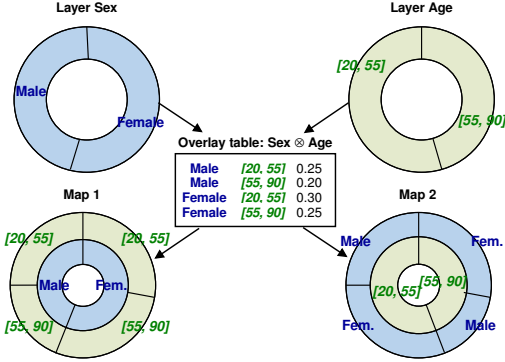 Layer Sex
Layer Age
Male
Female
[20, 55]
[55, 90]
Overlay table: Sex ⊗ Age
Male [20, 55] 0.25
Male [55, 90] 0.20
Female [20, 55] 0.30
Female [55, 90] 0.25
Map 1
Map 2
[20, 55]
[20, 55]
Male
Fem.
[55, 90]
[55, 90]
Male
Fem.
[20, 55]
[55, 90]
Fem.
Male